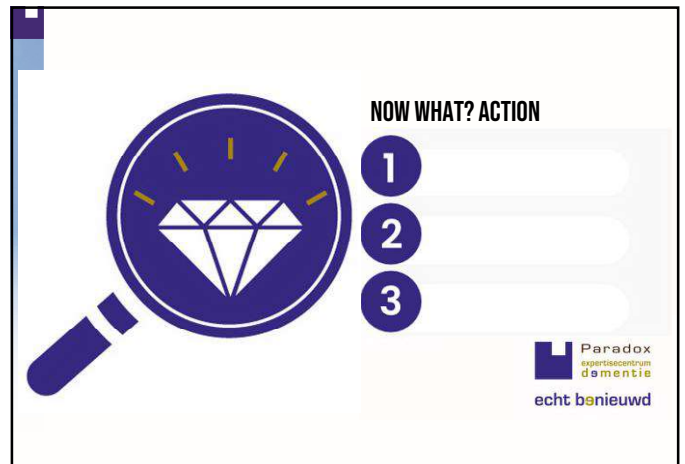 NOW WHAT? ACTION
1
2
3
Paradox
expertisecentrum
dementie
echt benieuwd